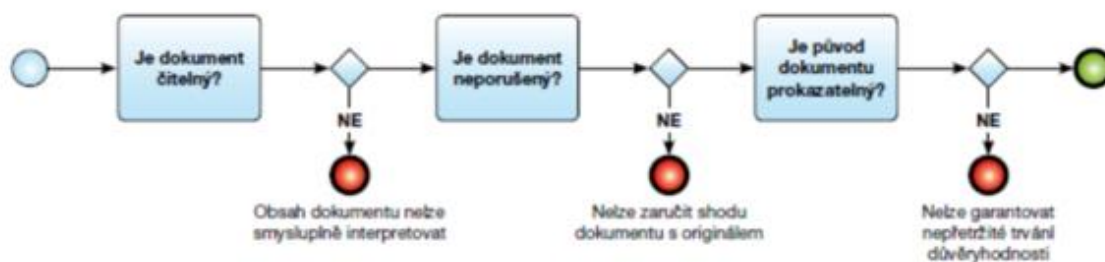 Je dokument
čitelný?
Je dokument
neporušený?
Je původ
dokumentu
prokazatelný?
NE
NE
NE
Obsah dokumentu nelze
smysluplně interpretovat
Nelze zaručit shodu
dokumentu s originálem
Nelze garantovat
nepřetržité trvání
důvěryhodnosti